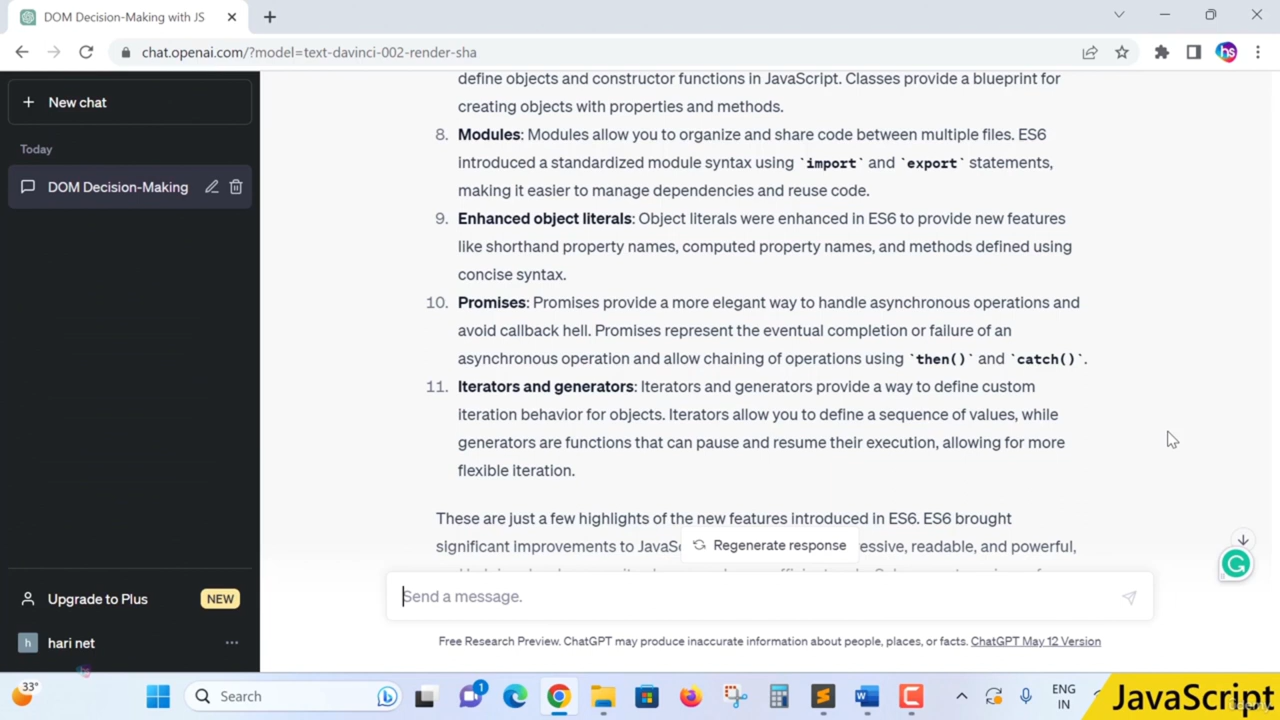 DOM Decision-Making with JS
chat.openai.com/?model=text-davinci-002-render-sha
hs
New chat
Today
DOM Decision-Making
define objects and constructor functions in JavaScript. Classes provide a blueprint for
creating objects with properties and methods.
8. Modules: Modules allow you to organize and share code between multiple files. ES6
introduced a standardized module syntax using `import` and `export` statements,
making it easier to manage dependencies and reuse code.
9. Enhanced object literals: Object literals were enhanced in ES6 to provide new features
like shorthand property names, computed property names, and methods defined using
concise syntax.
10. Promises: Promises provide a more elegant way to handle asynchronous operations and
avoid callback hell. Promises represent the eventual completion or failure of an
asynchronous operation and allow chaining of operations using `then()` and `catch()`.
11. Iterators and generators: Iterators and generators provide a way to define custom
iteration behavior for objects. Iterators allow you to define a sequence of values, while
generators are functions that can pause and resume their execution, allowing for more
flexible iteration.
These are just a few highlights of the new features introduced in ES6. ES6 brought
significant improvements to JavaSc
Regenerate response
essive, readable, and powerful,
Send a message.
Free Research Preview. ChatGPT may produce inaccurate information about people, places, or facts. ChatGPT May 12 Version
Upgrade to Plus NEW
h hari net
33°
Search
1
ENG
IN
JavaScript